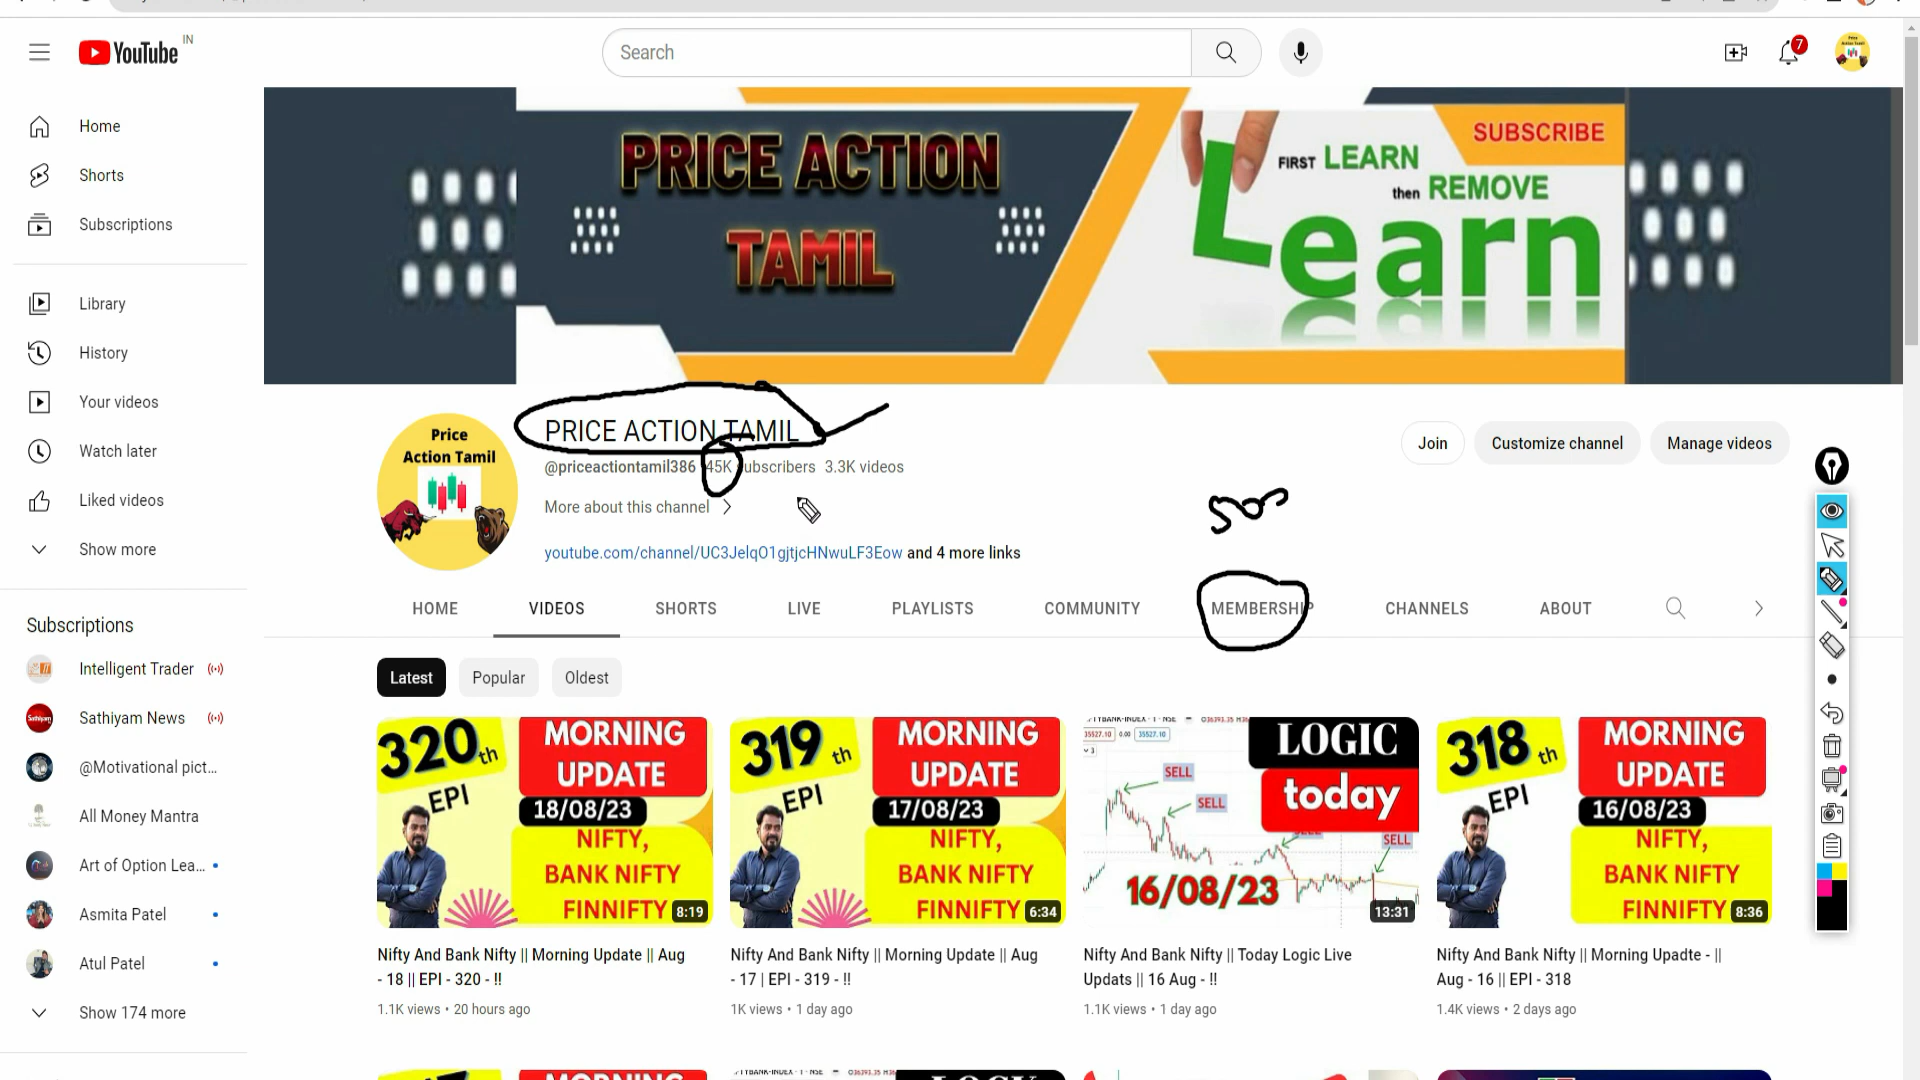 YouTube IN
Search
7
Home
Shorts
Subscriptions
Library
History
Your videos
Watch later
Liked videos
Show more
Subscriptions
Intelligent Trader
Sathiyam News
@Motivational pict...
All Money Mantra
Art of Option Lea...
Asmita Patel
Atul Patel
Show 174 more
PRICE ACTION
TAMIL
SUBSCRIBE
FIRST LEARN
then REMOVE
Learn
Price
Action Tamil
PRICE ACTION TAMIL
@priceactiontamil386 45K subscribers 3.3K videos
More about this channel
youtube.com/channel/UC3JelqO1gjtjcHNwuLF3Eow and 4 more links
Join
Customize channel
Manage videos
500
HOME VIDEOS SHORTS LIVE PLAYLISTS COMMUNITY MEMBERSHIP CHANNELS ABOUT
Latest Popular Oldest
320th
EPI
MORNING
UPDATE
18/08/23
NIFTY,
BANK NIFTY
FINNIFTY
8:19
Nifty And Bank Nifty || Morning Update || Aug
- 18 || EPI - 320 - !!
1.1K views • 20 hours ago
319 th
EPI
MORNING
UPDATE
17/08/23
NIFTY,
BANK NIFTY
FINNIFTY
6:34
Nifty And Bank Nifty || Morning Update || Aug
- 17 | EPI - 319 - !!
1K views • 1 day ago
35527.10 0.00 35527.10
LOGIC
today
SELL
SELL
SELL
SELL
16/08/23
13:31
Nifty And Bank Nifty || Today Logic Live
Updats || 16 Aug - !!
1.1K views • 1 day ago
318 th
EPI
MORNING
UPDATE
16/08/23
NIFTY,
BANK NIFTY
FINNIFTY
8:36
Nifty And Bank Nifty || Morning Upadte - ||
Aug - 16 || EPI - 318
1.4K views • 2 days ago